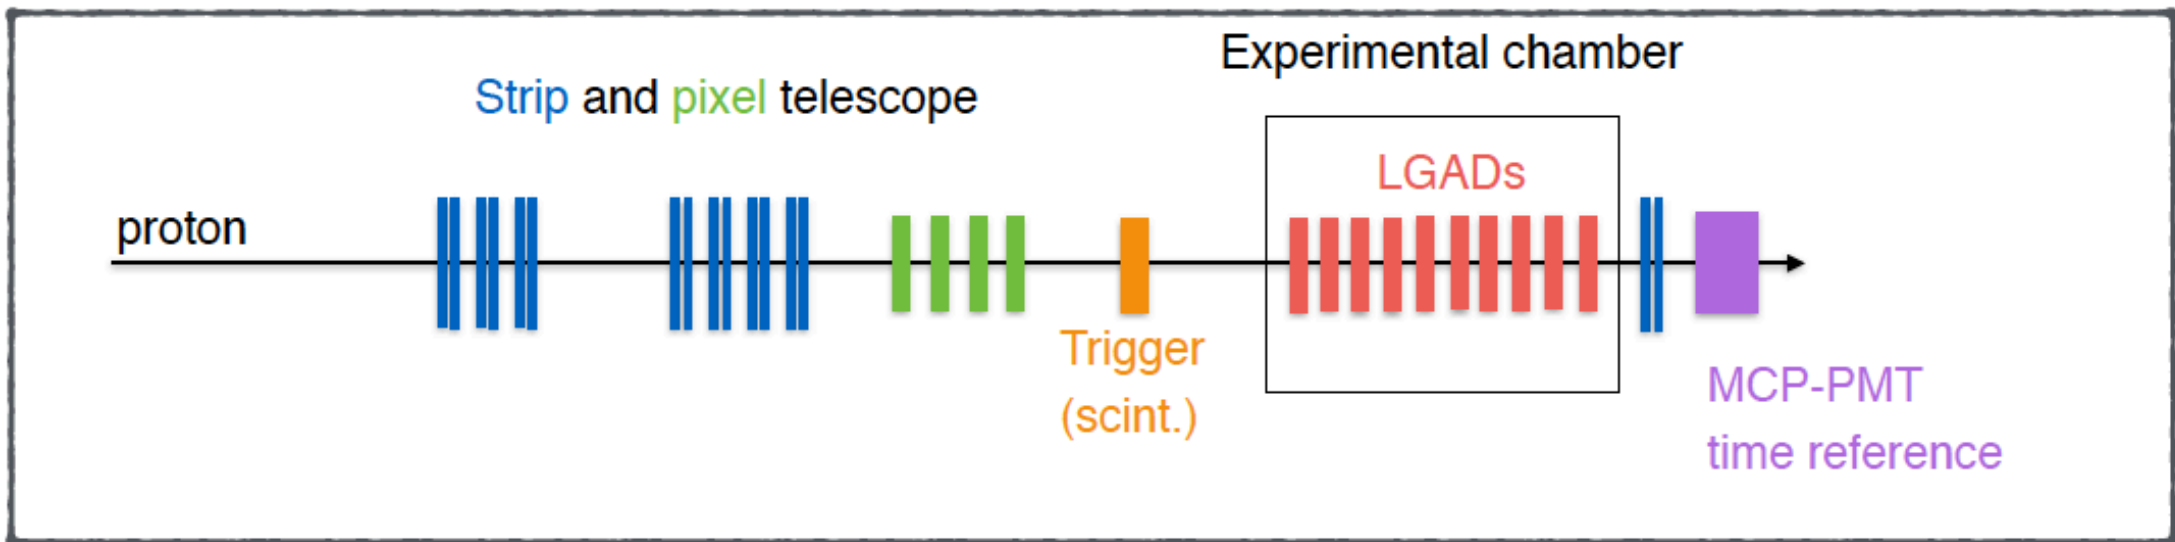 Experimental chamber
Strip and pixel telescope
LGADs
proton
Trigger
(scint.)
MCP-PMT
time reference